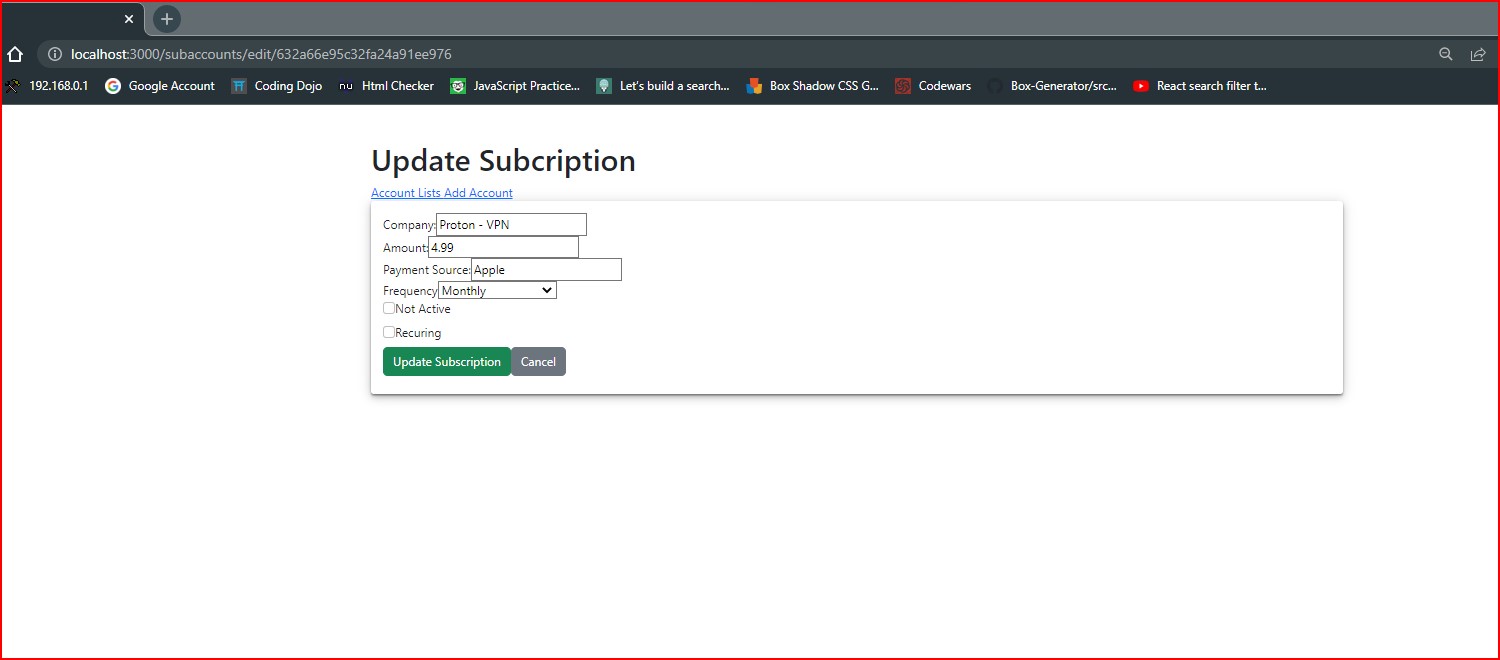 localhost:3000/subaccounts/edit/632a66e95c32fa24a91ee976
192.168.0.1 Google Account Coding Dojo nu Html Checker JavaScript Practice... Let's build a search... Box Shadow CSS G... Codewars Box-Generator/src... React search filter t...
Update Subcription
Account Lists Add Account
Company: Proton - VPN
Amount: 4.99
Payment Source: Apple
Frequency Monthly
Not Active
Recuring
Update Subscription Cancel